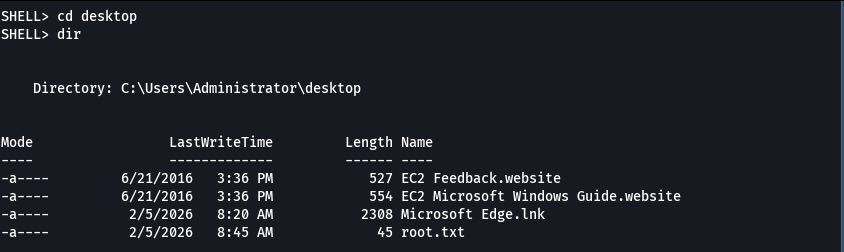 SHELL> cd desktop
SHELL> dir
Directory: C:\Users\Administrator\desktop
Mode LastWriteTime Length Name
---- ------------- ------ ----
-a---- 6/21/2016 3:36 PM 527 EC2 Feedback.website
-a---- 6/21/2016 3:36 PM 554 EC2 Microsoft Windows Guide.website
-a---- 2/5/2026 8:20 AM 2308 Microsoft Edge.lnk
-a---- 2/5/2026 8:45 AM 45 root.txt